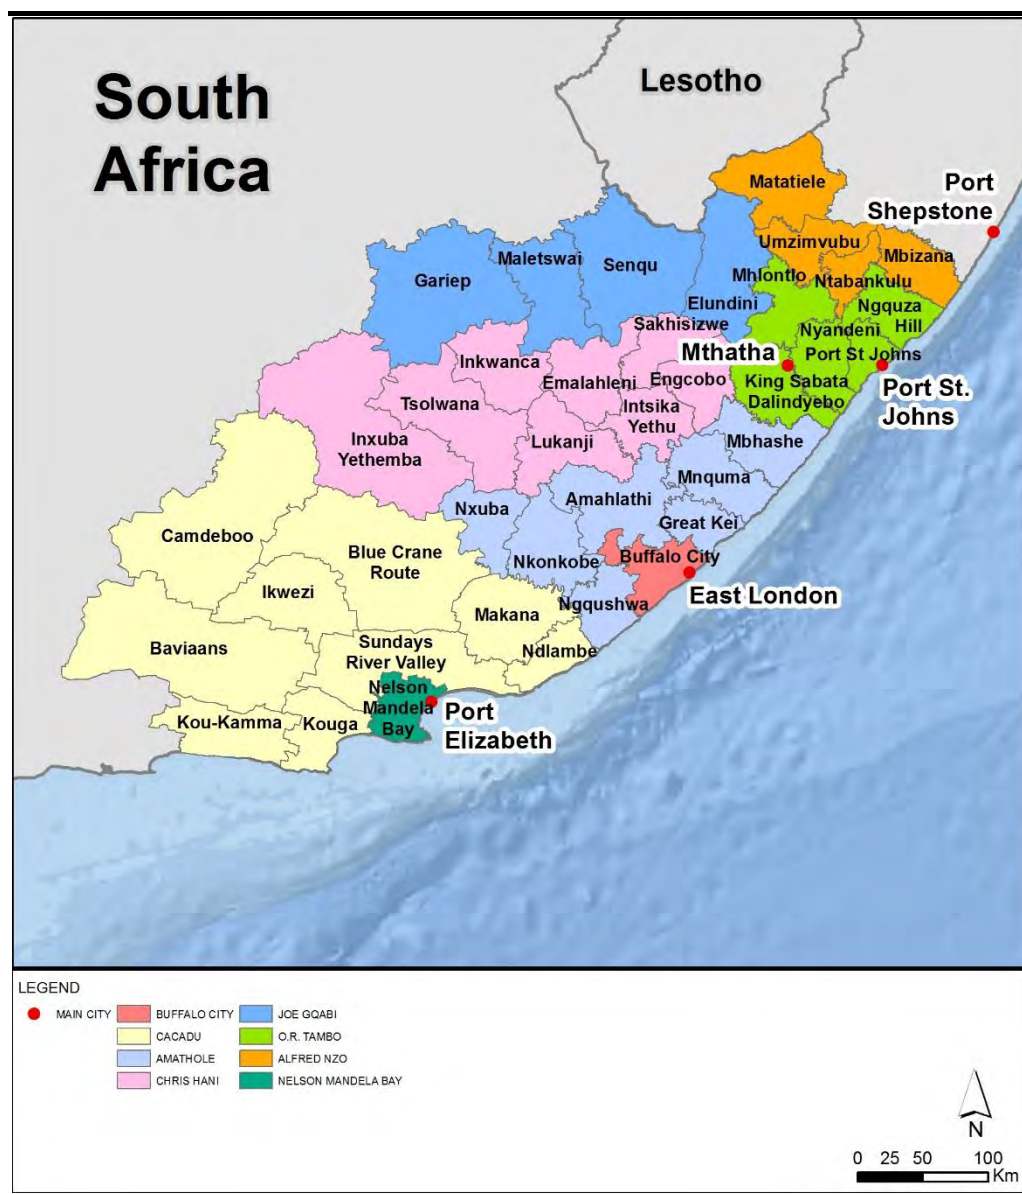 South
Africa
Lesotho
Matatiele
Port
Shepstone
Umzimvubu
Mbizana
Maletswai
Senqu
Gariep
Mhlontlo
Ntabankulu
Elundini
Ngquza
Hill
Sakhisizwe
Nyandeni
Inkwanca
Mthatha
Port St Johns
Emalahleni
Engcobo
King Sabata
Dalindyebo
Port St.
Johns
Tsolwana
Intsika
Yethu
Inxuba
Yethemba
Lukanji
Mbhashe
Mnquma
Amahlathi
Nxuba
Great Kei
Camdeboo
Blue Crane
Route
Nkonkobe
Buffalo City
Ikwezi
East London
Makana
Ngqushwa
Baviaans
Sundays
River Valley
Ndlambe
Nelson
Mandela
Bay
Kou-Kamma
Kouga
Port
Elizabeth
LEGEND
MAIN CITY
BUFFALO CITY
JOE GQABI
CACADU
O.R. TAMBO
AMATHOLE
ALFRED NZO
CHRIS HANI
NELSON MANDELA BAY
N
0 25 50 100
Km